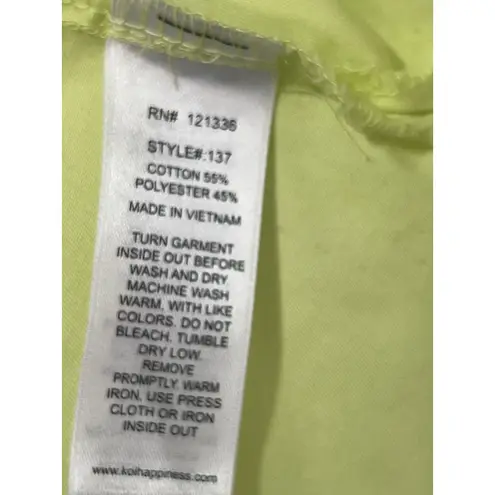 RN# 121336
STYLE#:137
COTTON 55%
POLYESTER 45%
MADE IN VIETNAM
TURN GARMENT
INSIDE OUT BEFORE
WASH AND DRY
MACHINE WASH
WARM, WITH LIKE
COLORS. DO NOT
BLEACH. TUMBLE
DRY LOW.
REMOVE
PROMPTLY. WARM
IRON, USE PRESS
CLOTH OR IRON
INSIDE OUT
www.koihappiness.com